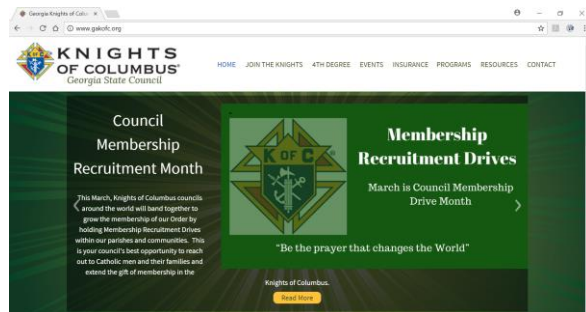 Georgia Knights of Colu
www.gakofc.org
KNIGHTS
OF COLUMBUS
Georgia State Council
HOME JOIN THE KNIGHTS 4TH DEGREE EVENTS INSURANCE PROGRAMS RESOURCES CONTACT
Council
Membership
Recruitment Month
This March, Knights of Columbus councils
around the world will band together to
grow the membership of our Order by
holding Membership Recruitment Drives
within our parishes and communities. This
is your council's best opportunity to reach
out to Catholic men and their families and
extend the gift of membership in the
K OF C
Membership
Recruitment Drives
March is Council Membership
Drive Month
"Be the prayer that changes the World"
Knights of Columbus.
Read More